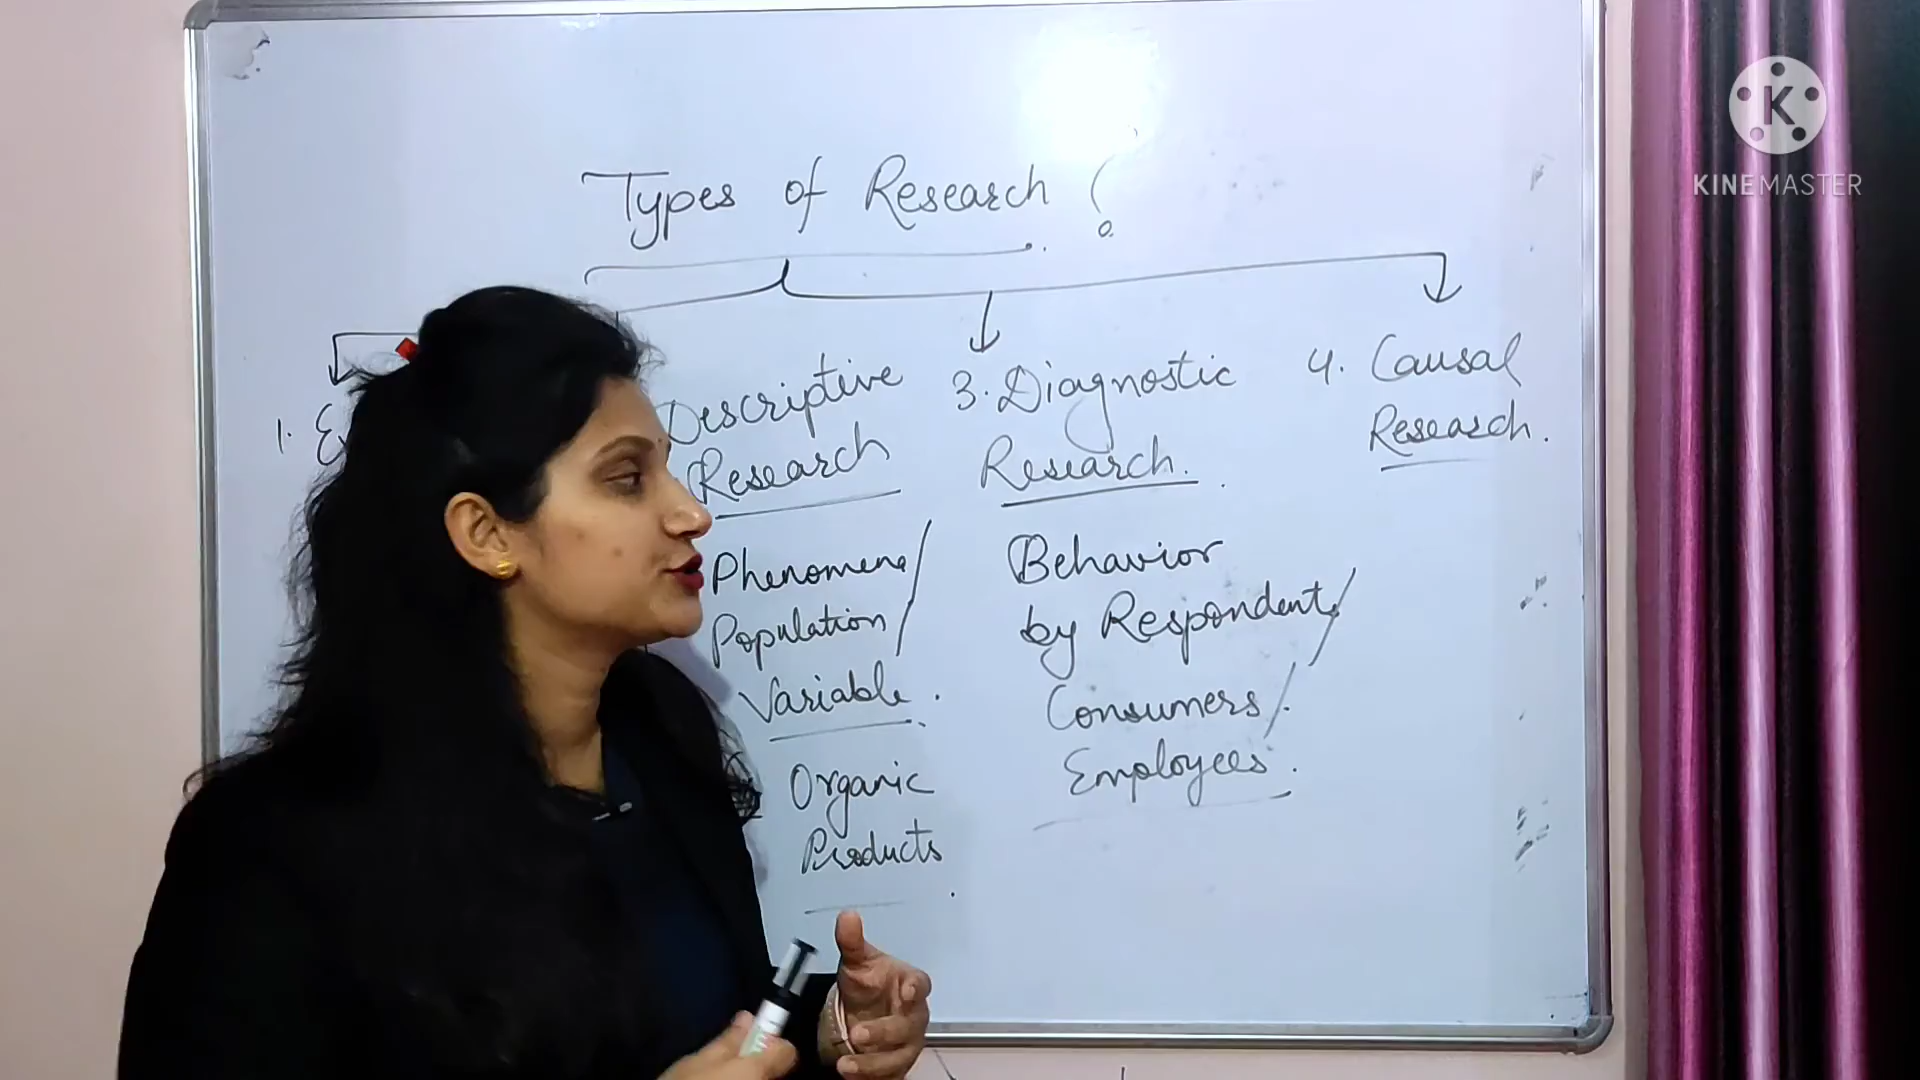 Types of Research ?
1. E
Descriptive
Research
Phenomena/
Population/
Variable.
Organic
Products
3. Diagnostic
Research.
Behavior
by Respondents/
Consumers/
Employees.
4. Causal
Research.
K
KINEMASTER